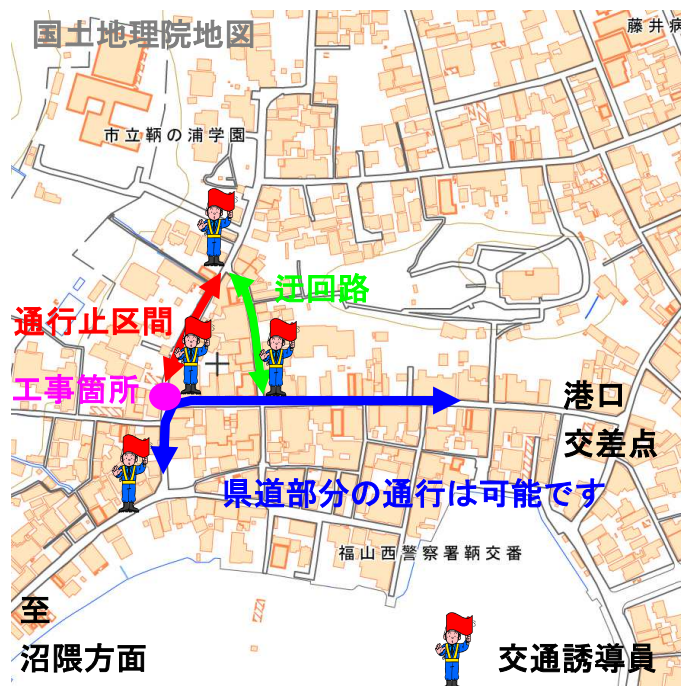 国土地理院地図
藤井病
市立鞆の浦学園
迂回路
通行止区間
工事箇所
港口
交差点
県道部分の通行は可能です
福山西警察署鞆交番
至
沼隈方面
交通誘導員